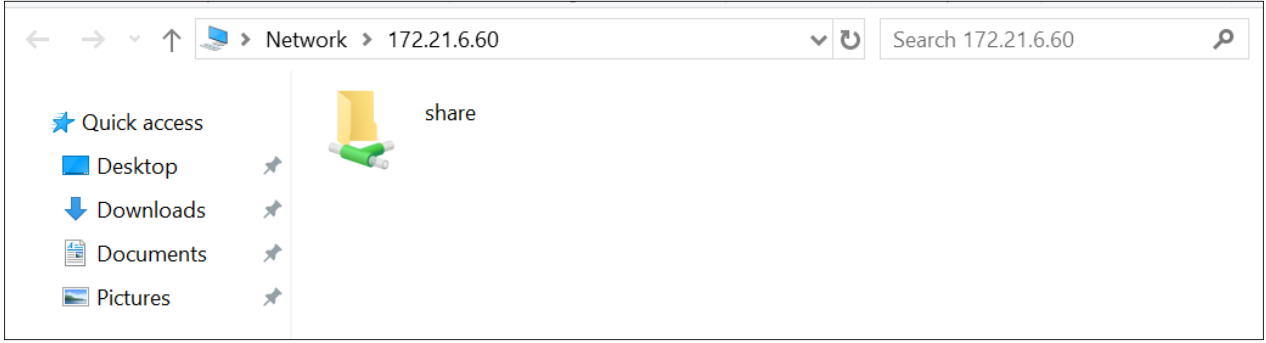 Network > 172.21.6.60
Search 172.21.6.60
share
Quick access
Desktop
Downloads
Documents
Pictures